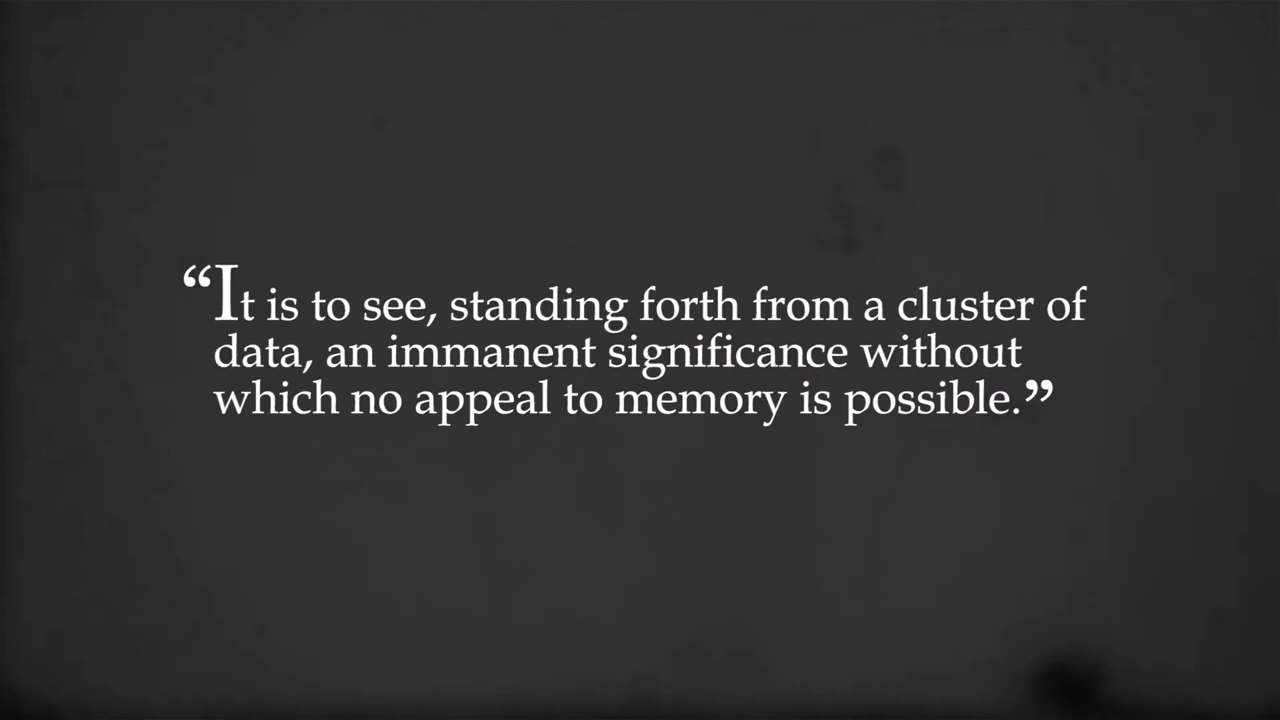 “It is to see, standing forth from a cluster of
data, an immanent significance without
which no appeal to memory is possible.”